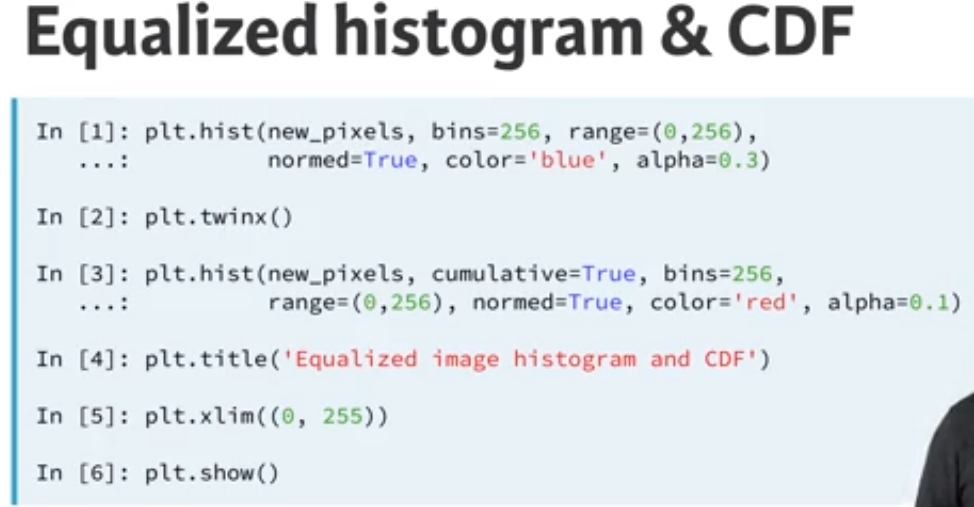 Equalized histogram & CDF
In [1]: plt.hist(new_pixels, bins=256, range=(0,256),
...: normed=True, color='blue', alpha=0.3)
In [2]: plt.twinx()
In [3]: plt.hist(new_pixels, cumulative=True, bins=256,
...: range=(0,256), normed=True, color='red', alpha=0.1)
In [4]: plt.title('Equalized image histogram and CDF')
In [5]: plt.xlim((0, 255))
In [6]: plt.show()